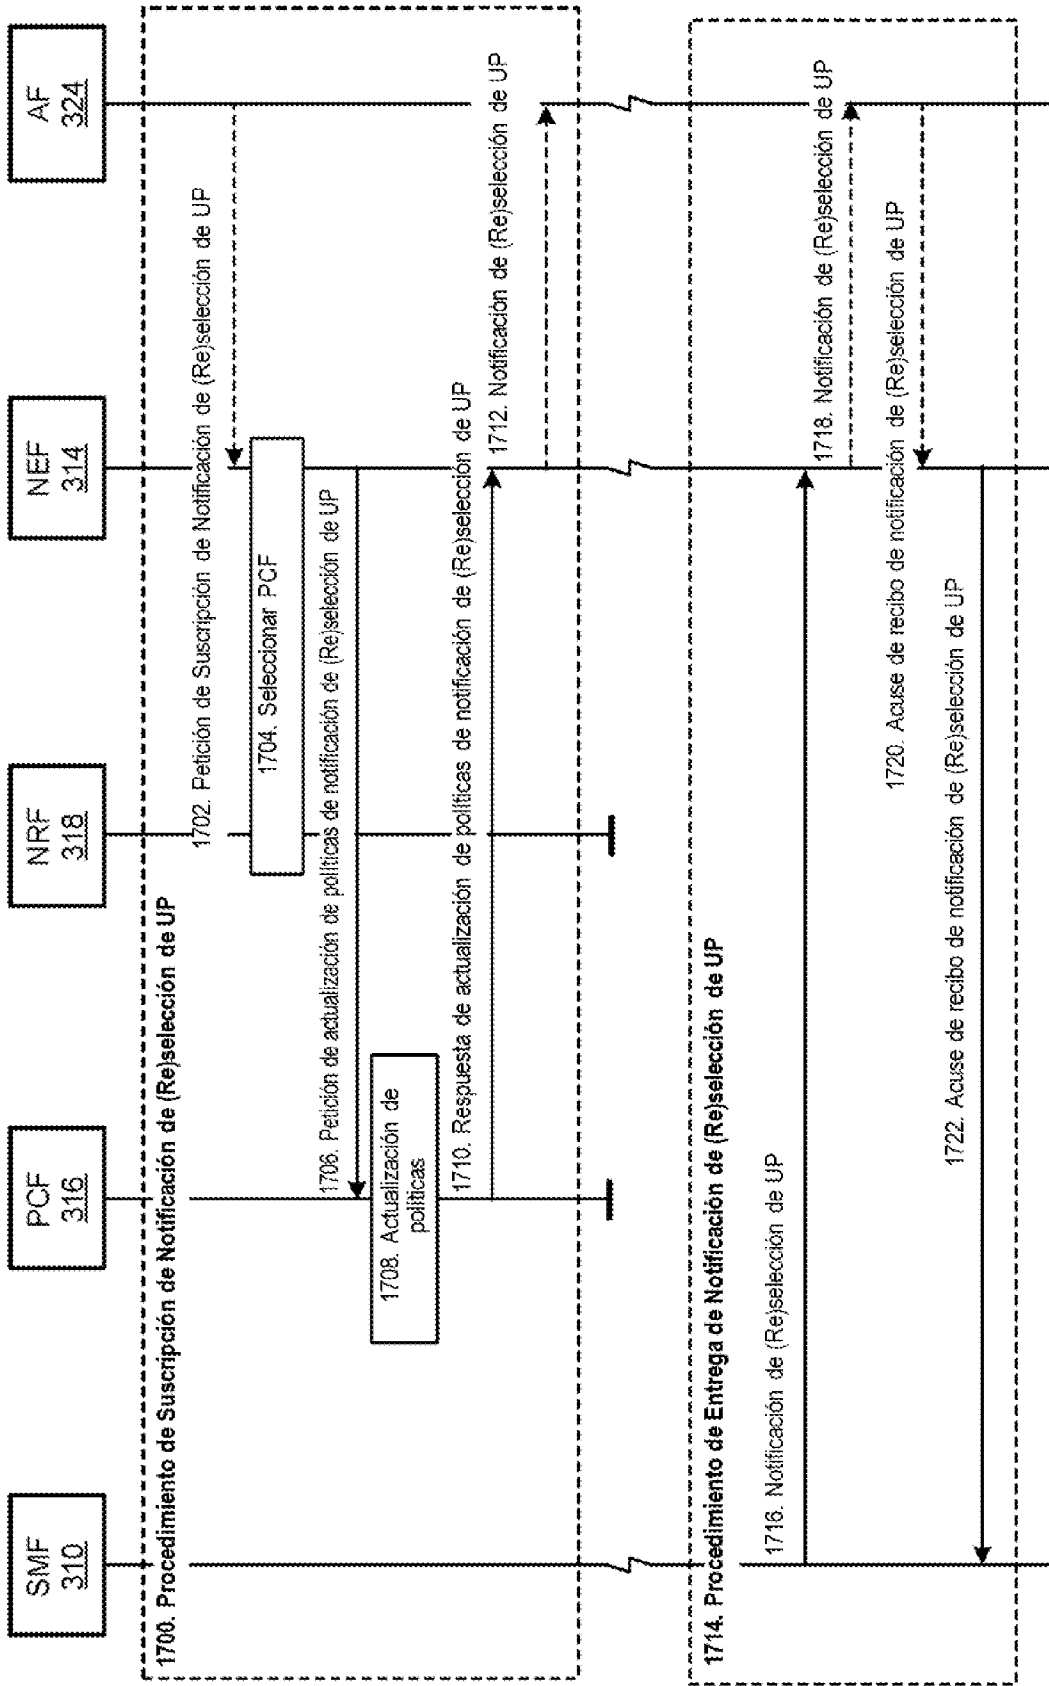 SMF
310
PCF
316
NRF
318
NEF
314
AF
324
1700. Procedimiento de Suscripción de Notificación de (Re)selección de UP
1702. Petición de Suscripción de Notificación de (Re)selección de UP
1704. Seleccionar PCF
1706. Petición de actualización de políticas de notificación de (Re)selección de UP
1708. Actualización de
políticas
1710. Respuesta de actualización de políticas de notificación de (Re)selección de UP
1712. Notificación de (Re)selección de UP
1714. Procedimiento de Entrega de Notificación de (Re)selección de UP
1716. Notificación de (Re)selección de UP
1718. Notificación de (Re)selección de UP
1720. Acuse de recibo de notificación de (Re)selección de UP
1722. Acuse de recibo de notificación de (Re)selección de UP